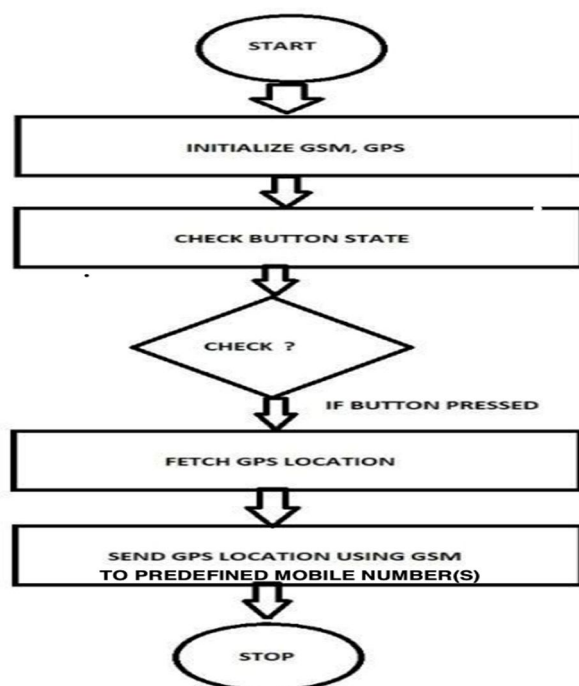 START
INITIALIZE GSM, GPS
CHECK BUTTON STATE
CHECK ?
IF BUTTON PRESSED
FETCH GPS LOCATION
SEND GPS LOCATION USING GSM
TO PREDEFINED MOBILE NUMBER(S)
STOP